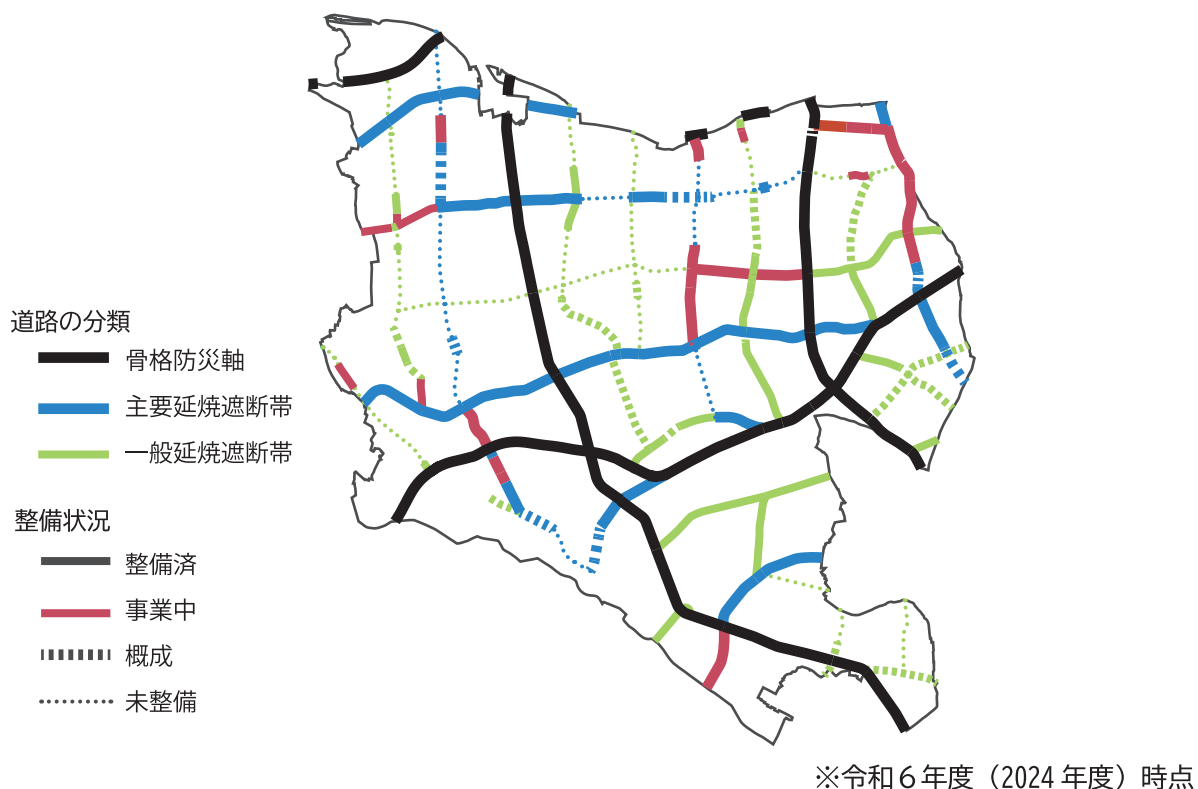 道路の分類
骨格防災軸
主要延焼遮断帯
一般延焼遮断帯
整備状況
整備済
事業中
概成
未整備
※令和６年度（2024 年度）時点